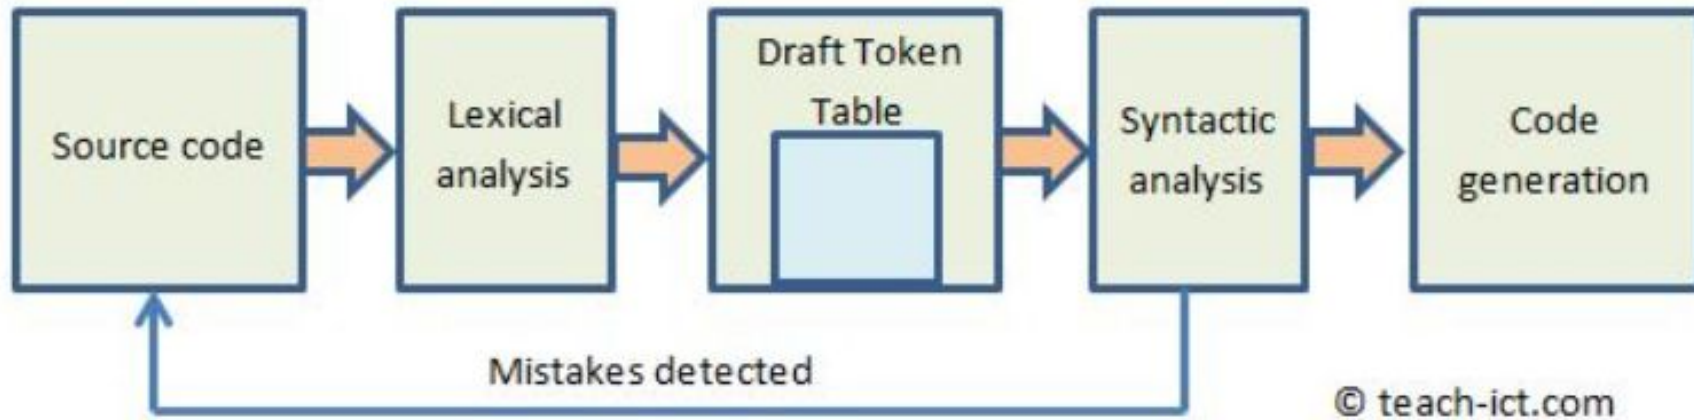 Source code
Lexical
analysis
Draft Token
Table
Syntactic
analysis
Code
generation
Mistakes detected
© teach-ict.com